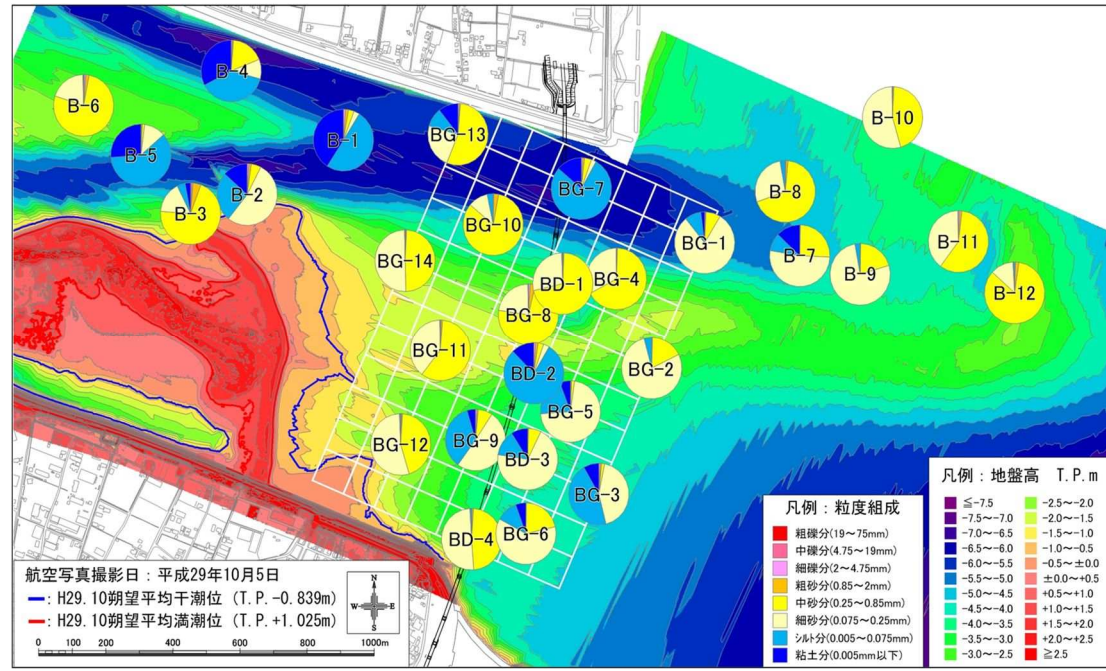 B-4
B-6
B-10
B-1
BG-13
B-5
BG-7
B-8
B-2
B-3
BG-10
BG-1
B-11
B-7
BG-14
BG-4
B-9
BD-1
B-12
BG-8
BG-11
BG-2
BD-2
BG-5
BG-12
BG-9
BD-3
BG-3
BG-6
BD-4
航空写真撮影日：平成29年10月5日
: H29.10朔望平均干潮位 (T.P.-0.839m)
: H29.10朔望平均満潮位 (T.P.+1.025m)
0 200 400 600 800 1000m
N
W E
S
凡例：粒度組成
粗礫分(19～75mm)
中礫分(4.75～19mm)
細礫分(2～4.75mm)
粗砂分(0.85～2mm)
中砂分(0.25～0.85mm)
細砂分(0.075～0.25mm)
シルト分(0.005～0.075mm)
粘土分(0.005mm以下)
凡例：地盤高 T.P.m
≦-7.5
-7.5～-7.0
-7.0～-6.5
-6.5～-6.0
-6.0～-5.5
-5.5～-5.0
-5.0～-4.5
-4.5～-4.0
-4.0～-3.5
-3.5～-3.0
-3.0～-2.5
-2.5～-2.0
-2.0～-1.5
-1.5～-1.0
-1.0～-0.5
-0.5～±0.0
±0.0～+0.5
+0.5～+1.0
+1.0～+1.5
+1.5～+2.0
+2.0～+2.5
≧2.5